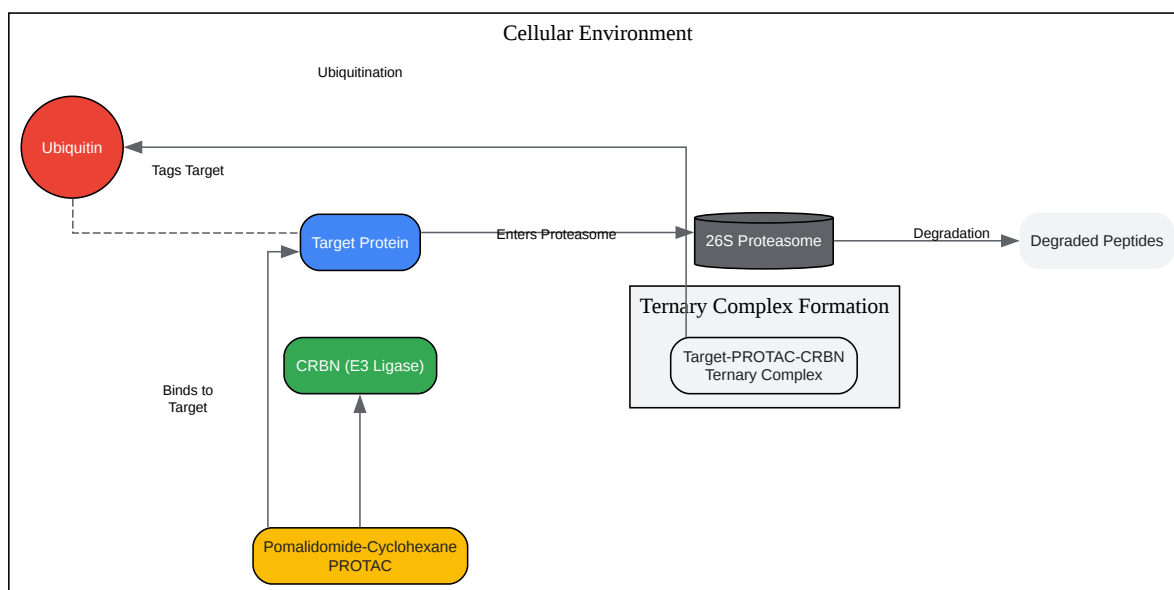 Cellular Environment
Ubiquitination
Ubiquitin
Tags Target
Target Protein
Enters Proteasome
26S Proteasome
Degradation
Degraded Peptides
Ternary Complex Formation
Target-PROTAC-CRBN
Ternary Complex
CRBN (E3 Ligase)
Binds to
Target
Pomalidomide-Cyclohexane
PROTAC